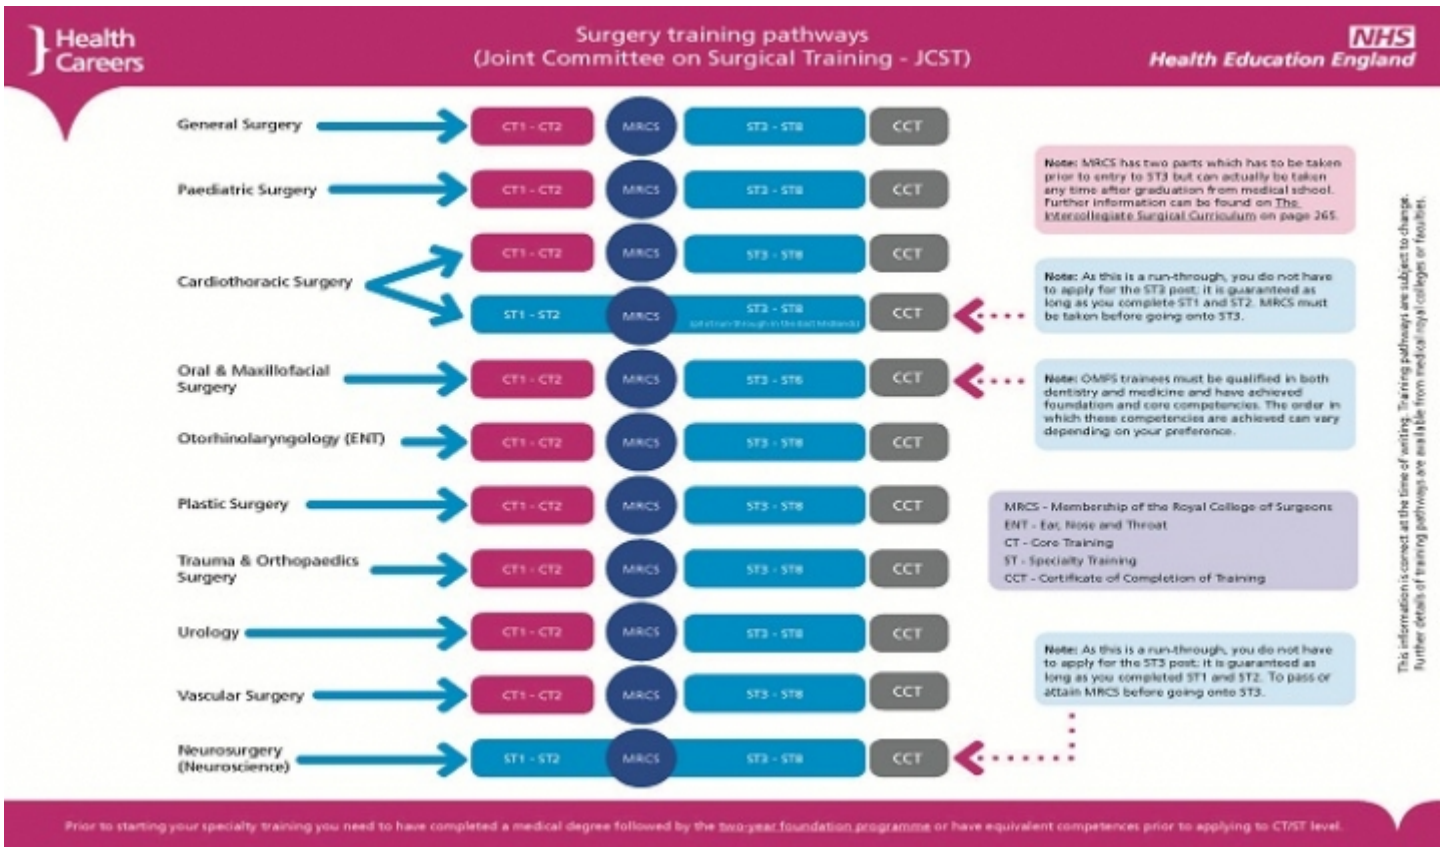 Health
Careers
Surgery training pathways
(Joint Committee on Surgical Training - JCST)
NHS
Health Education England
General Surgery
CT1 - CT2
MRCS
ST3 - ST8
CCT
Paediatric Surgery
CT1 - CT2
MRCS
ST3 - ST8
CCT
Cardiothoracic Surgery
CT1 - CT2
MRCS
ST3 - ST8
CCT
ST1 - ST2
MRCS
ST3 - ST8
(pilot run-through in the East Midlands)
CCT
Oral & Maxillofacial
Surgery
CT1 - CT2
MRCS
ST3 - ST6
CCT
Otorhinolaryngology (ENT)
CT1 - CT2
MRCS
ST3 - ST8
CCT
Plastic Surgery
CT1 - CT2
MRCS
ST3 - ST8
CCT
Trauma & Orthopaedics
Surgery
CT1 - CT2
MRCS
ST3 - ST8
CCT
Urology
CT1 - CT2
MRCS
ST3 - ST8
CCT
Vascular Surgery
CT1 - CT2
MRCS
ST3 - ST8
CCT
Neurosurgery
(Neuroscience)
ST1 - ST2
MRCS
ST3 - ST8
CCT
Note: MRCS has two parts which has to be taken
prior to entry to ST3 but can actually be taken
any time after graduation from medical school.
Further information can be found on The
Intercollegiate Surgical Curriculum on page 265.
Note: As this is a run-through, you do not have
to apply for the ST3 post; it is guaranteed as
long as you complete ST1 and ST2. MRCS must
be taken before going onto ST3.
Note: OMFS trainees must be qualified in both
dentistry and medicine and have achieved
foundation and core competencies. The order in
which these competencies are achieved can vary
depending on your preference.
MRCS - Membership of the Royal College of Surgeons
ENT - Ear, Nose and Throat
CT - Core Training
ST - Specialty Training
CCT - Certificate of Completion of Training
Note: As this is a run-through, you do not have
to apply for the ST3 post; it is guaranteed as
long as you completed ST1 and ST2. To pass or
attain MRCS before going onto ST3.
This information is correct at the time of writing. Training pathways are subject to change.
Further details of training pathways are available from medical royal colleges or faculties.
Prior to starting your specialty training you need to have completed a medical degree followed by the two-year foundation programme or have equivalent competences prior to applying to CT/ST level.